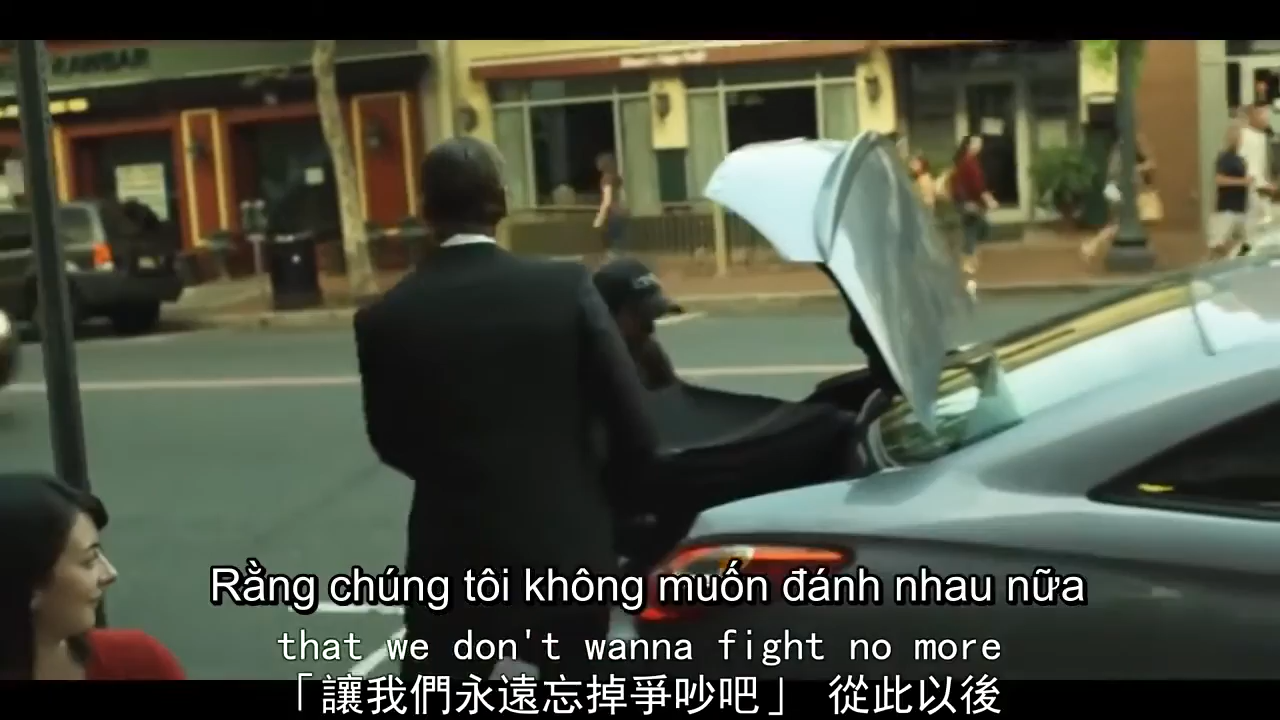 Rằng chúng tôi không muốn đánh nhau nữa
that we don't wanna fight no more
「讓我們永遠忘掉爭吵吧」 從此以後